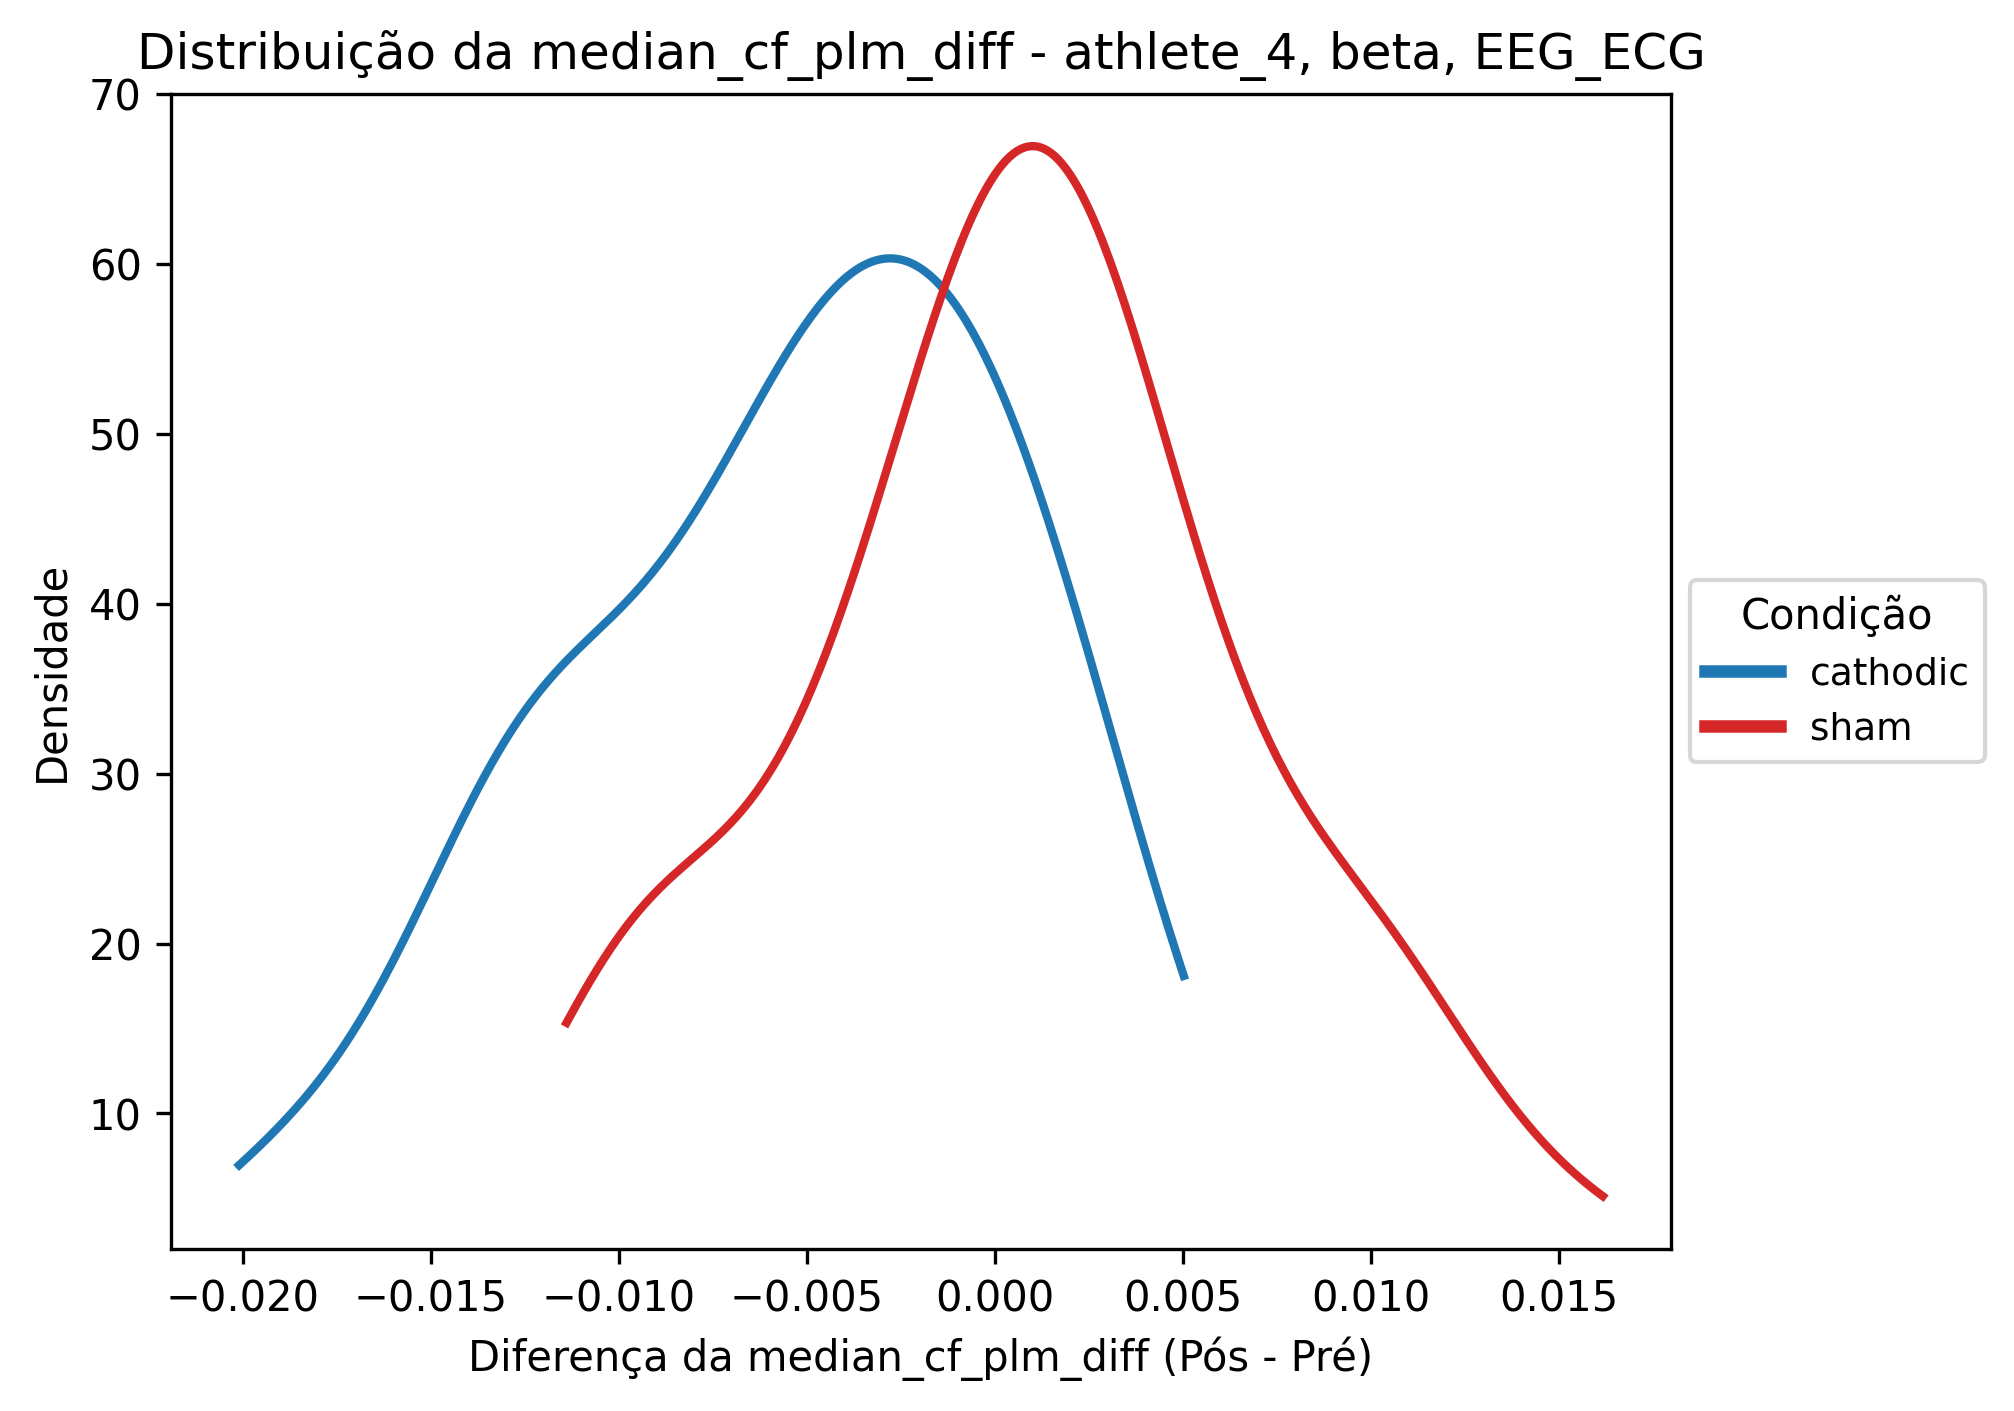 Distribuição da median_cf_plm_diff - athlete_4, beta, EEG_ECG
70
60
50
40
30
20
10
Densidade
−0.020
−0.015
−0.010
−0.005
0.000
0.005
0.010
0.015
Diferença da median_cf_plm_diff (Pós - Pré)
Condição
cathodic
sham